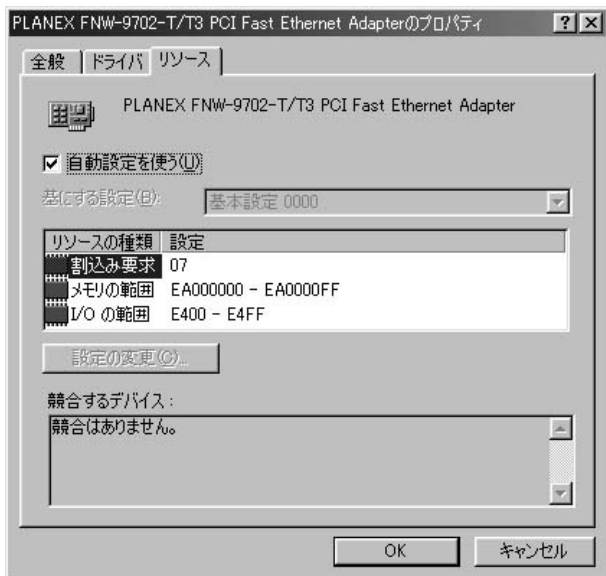 PLANEX FNW-9702-T/T3 PCI Fast Ethernet Adapterのプロパティ
全般 ドライバ リソース
PLANEX FNW-9702-T/T3 PCI Fast Ethernet Adapter
自動設定を使う(U)
基にする設定(B): 基本設定 0000
リソースの種類 設定
割込み要求 07
メモリの範囲 EA000000 - EA0000FF
I/O の範囲 E400 - E4FF
設定の変更(C)...
競合するデバイス:
競合はありません。
OK キャンセル